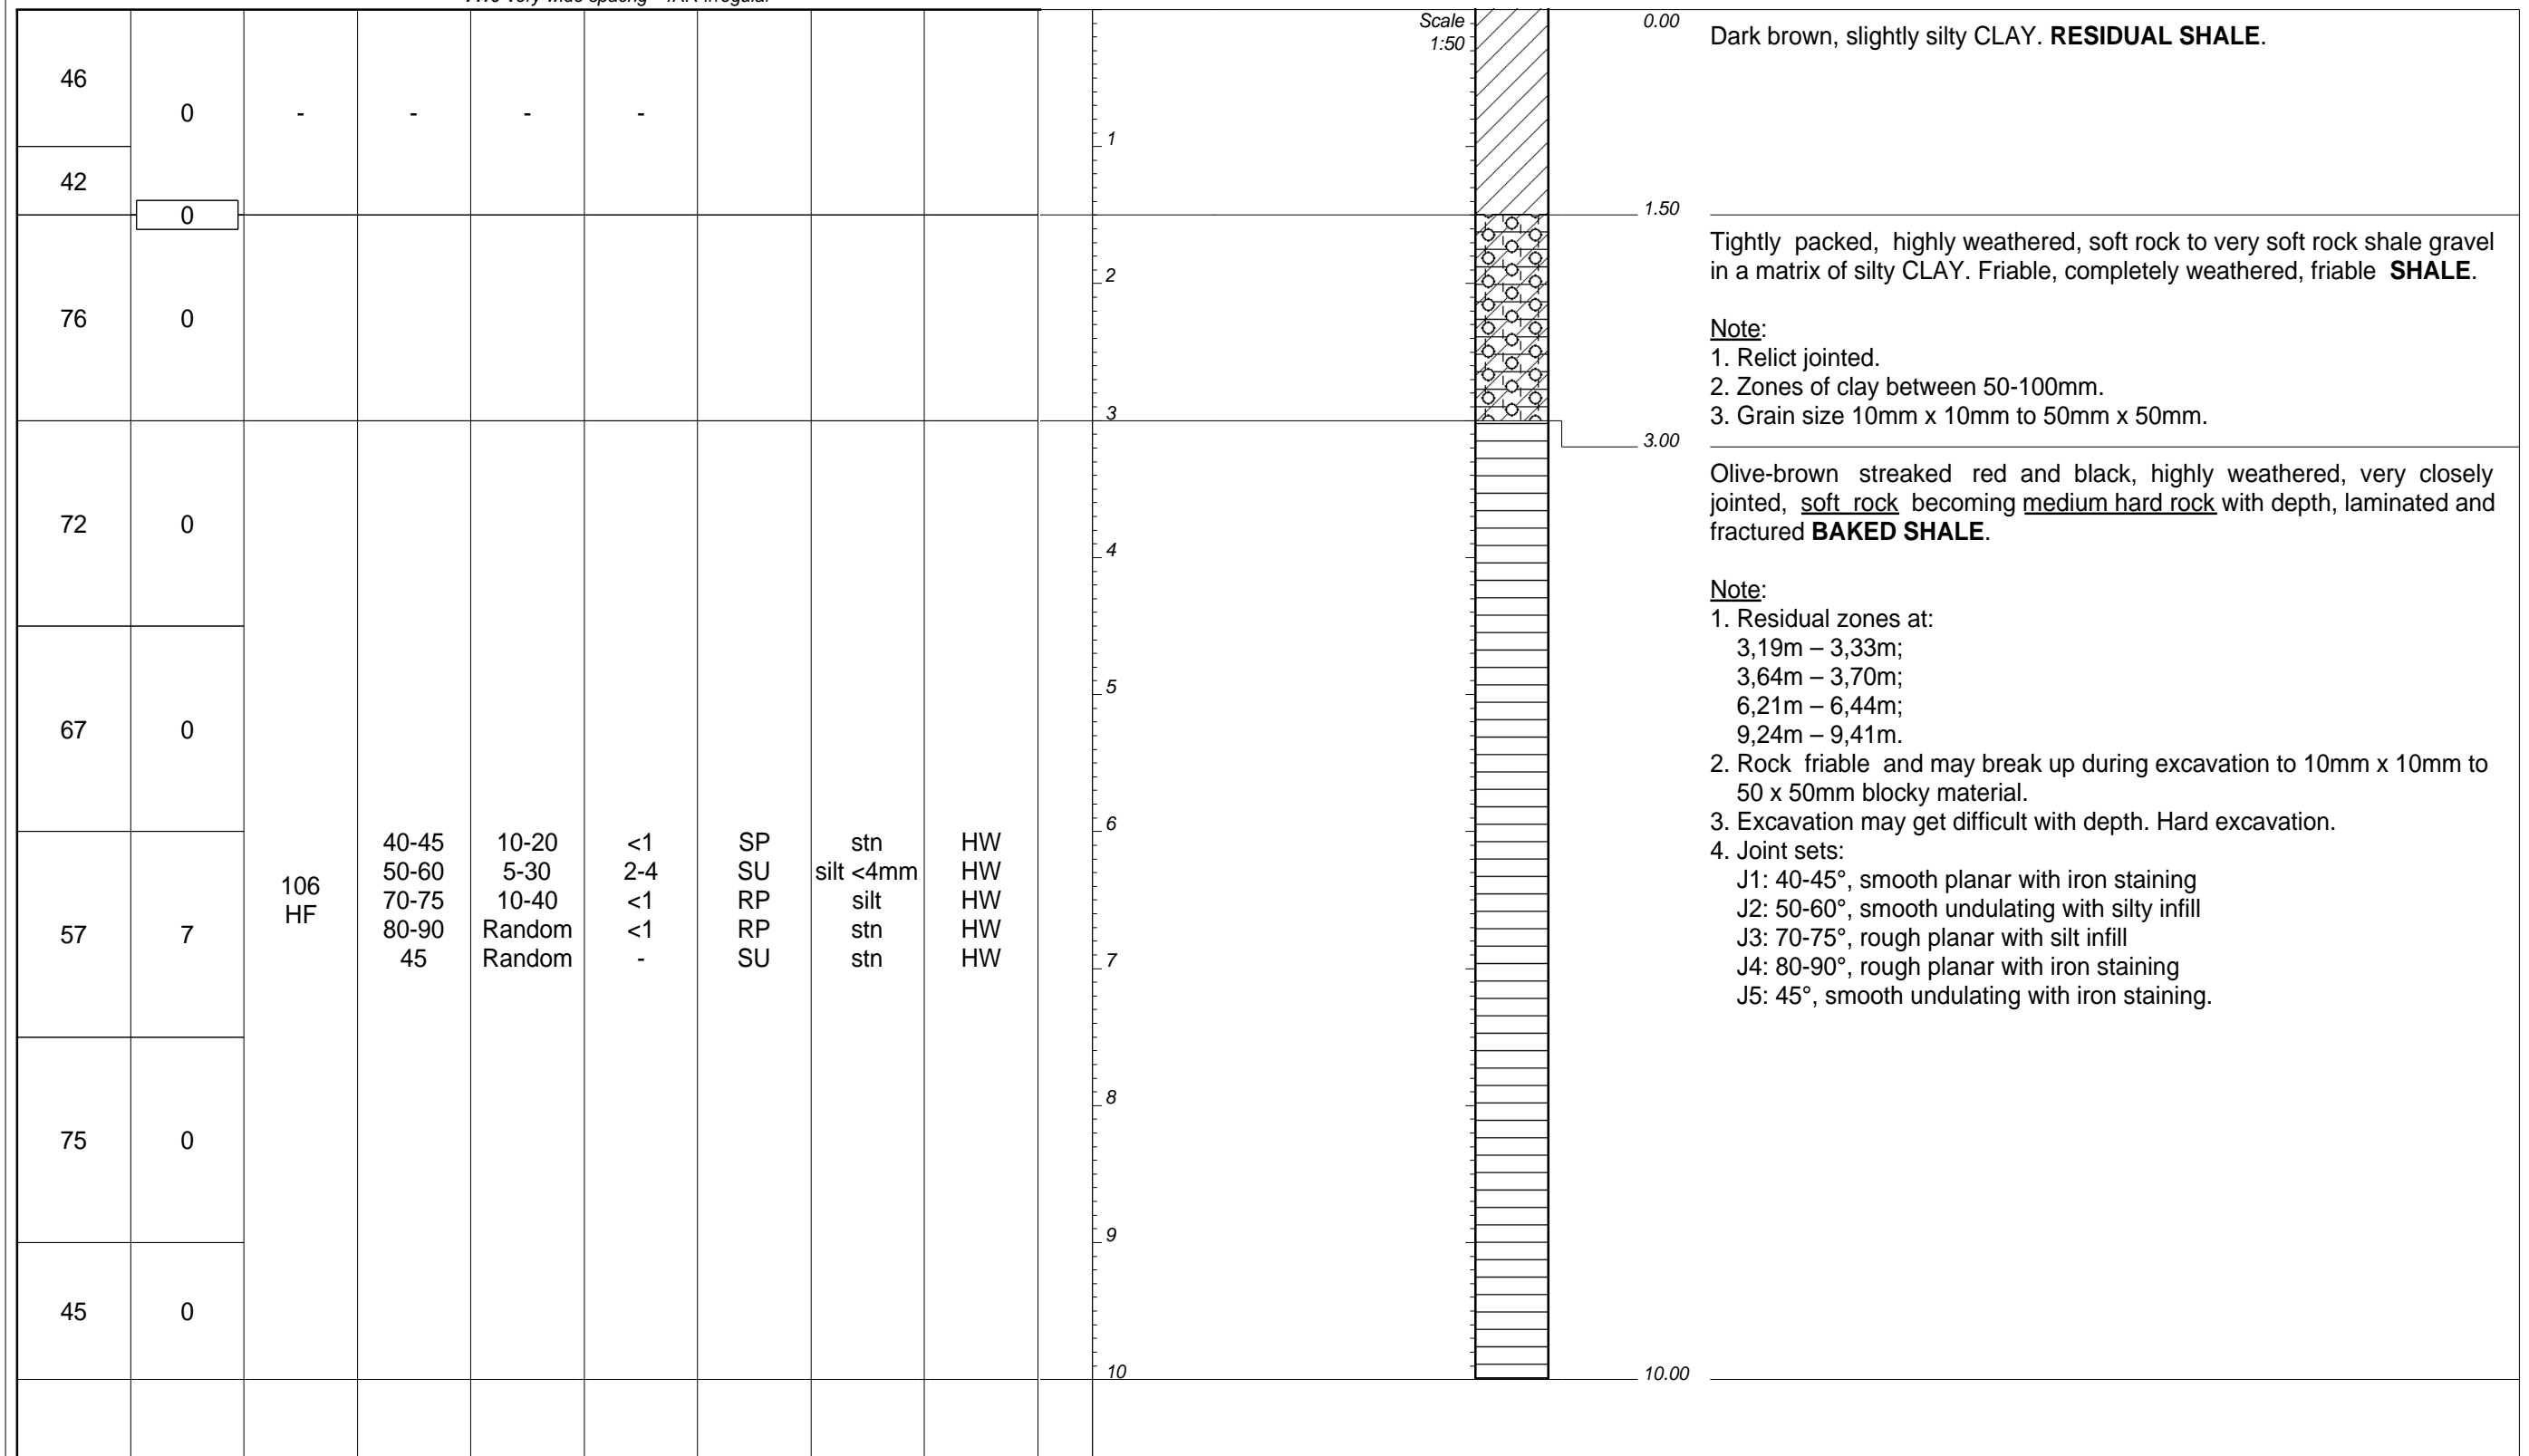 Scale
1:50
0.00
Dark brown, slightly silty CLAY. RESIDUAL SHALE.
46
0 - - - -
1
42
0
1.50
Tightly packed, highly weathered, soft rock to very soft rock shale gravel
in a matrix of silty CLAY. Friable, completely weathered, friable SHALE.
2
76 0
Note:
1. Relict jointed.
2. Zones of clay between 50-100mm.
3. Grain size 10mm x 10mm to 50mm x 50mm.
3
3.00
Olive-brown streaked red and black, highly weathered, very closely
jointed, soft rock becoming medium hard rock with depth, laminated and
fractured BAKED SHALE.
72 0
4
Note:
1. Residual zones at:
3,19m – 3,33m;
3,64m – 3,70m;
6,21m – 6,44m;
9,24m – 9,41m.
5
67 0
2. Rock friable and may break up during excavation to 10mm x 10mm to
50 x 50mm blocky material.
3. Excavation may get difficult with depth. Hard excavation.
4. Joint sets:
J1: 40-45°, smooth planar with iron staining
J2: 50-60°, smooth undulating with silty infill
J3: 70-75°, rough planar with silt infill
J4: 80-90°, rough planar with iron staining
J5: 45°, smooth undulating with iron staining.
6
40-45 10-20 <1 SP stn HW
50-60 5-30 2-4 SU silt <4mm HW
70-75 10-40 <1 RP silt HW
80-90 Random <1 RP stn HW
45 Random - SU stn HW
106
HF
57 7
7
8
75 0
9
45 0
10
10.00